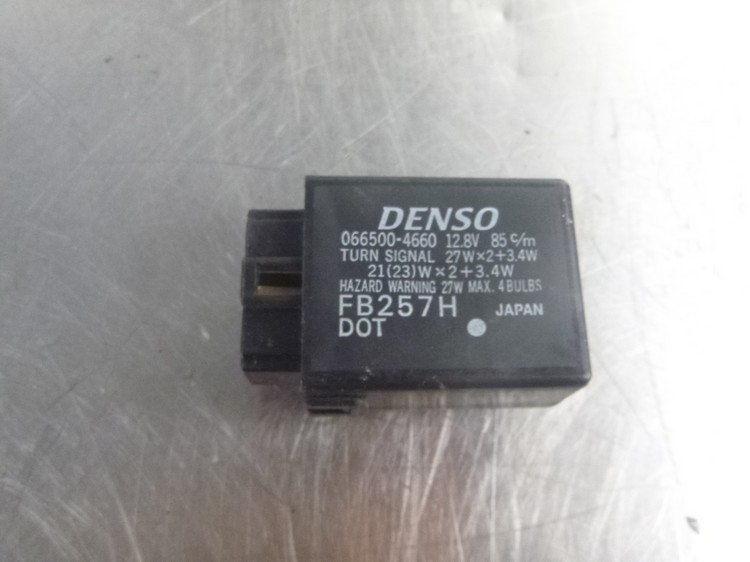 DENSO
066500-4660 12.8V 85 c/m
TURN SIGNAL 27W×2+3.4W
21(23)W×2+3.4W
HAZARD WARNING 27W MAX. 4 BULBS
FB257H JAPAN
DOT